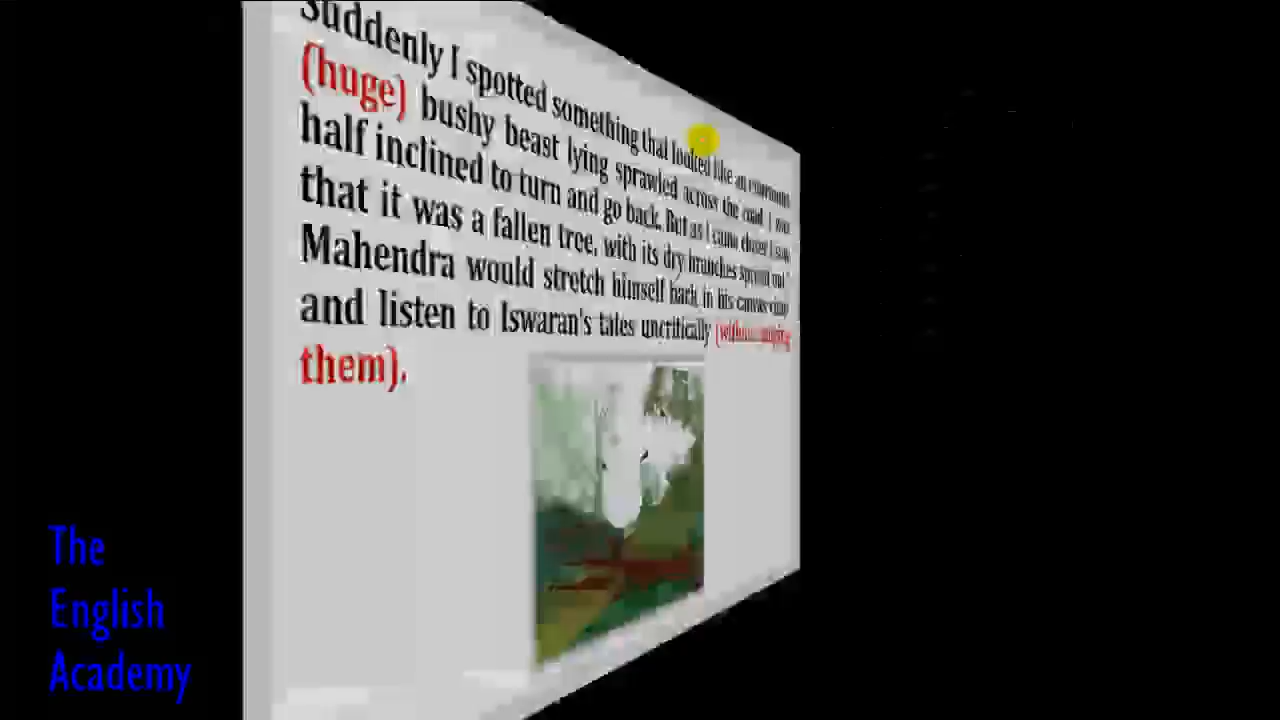 Suddenly I spotted something that looked like an enormous
(huge) bushy beast lying sprawled across the road. I was
half inclined to turn and go back. But as I came closer I saw
that it was a fallen tree, with its dry branches spread out"
Mahendra would stretch himself back in his canvas chair
and listen to Iswaran's tales uncritically (without judging
them).
The
English
Academy